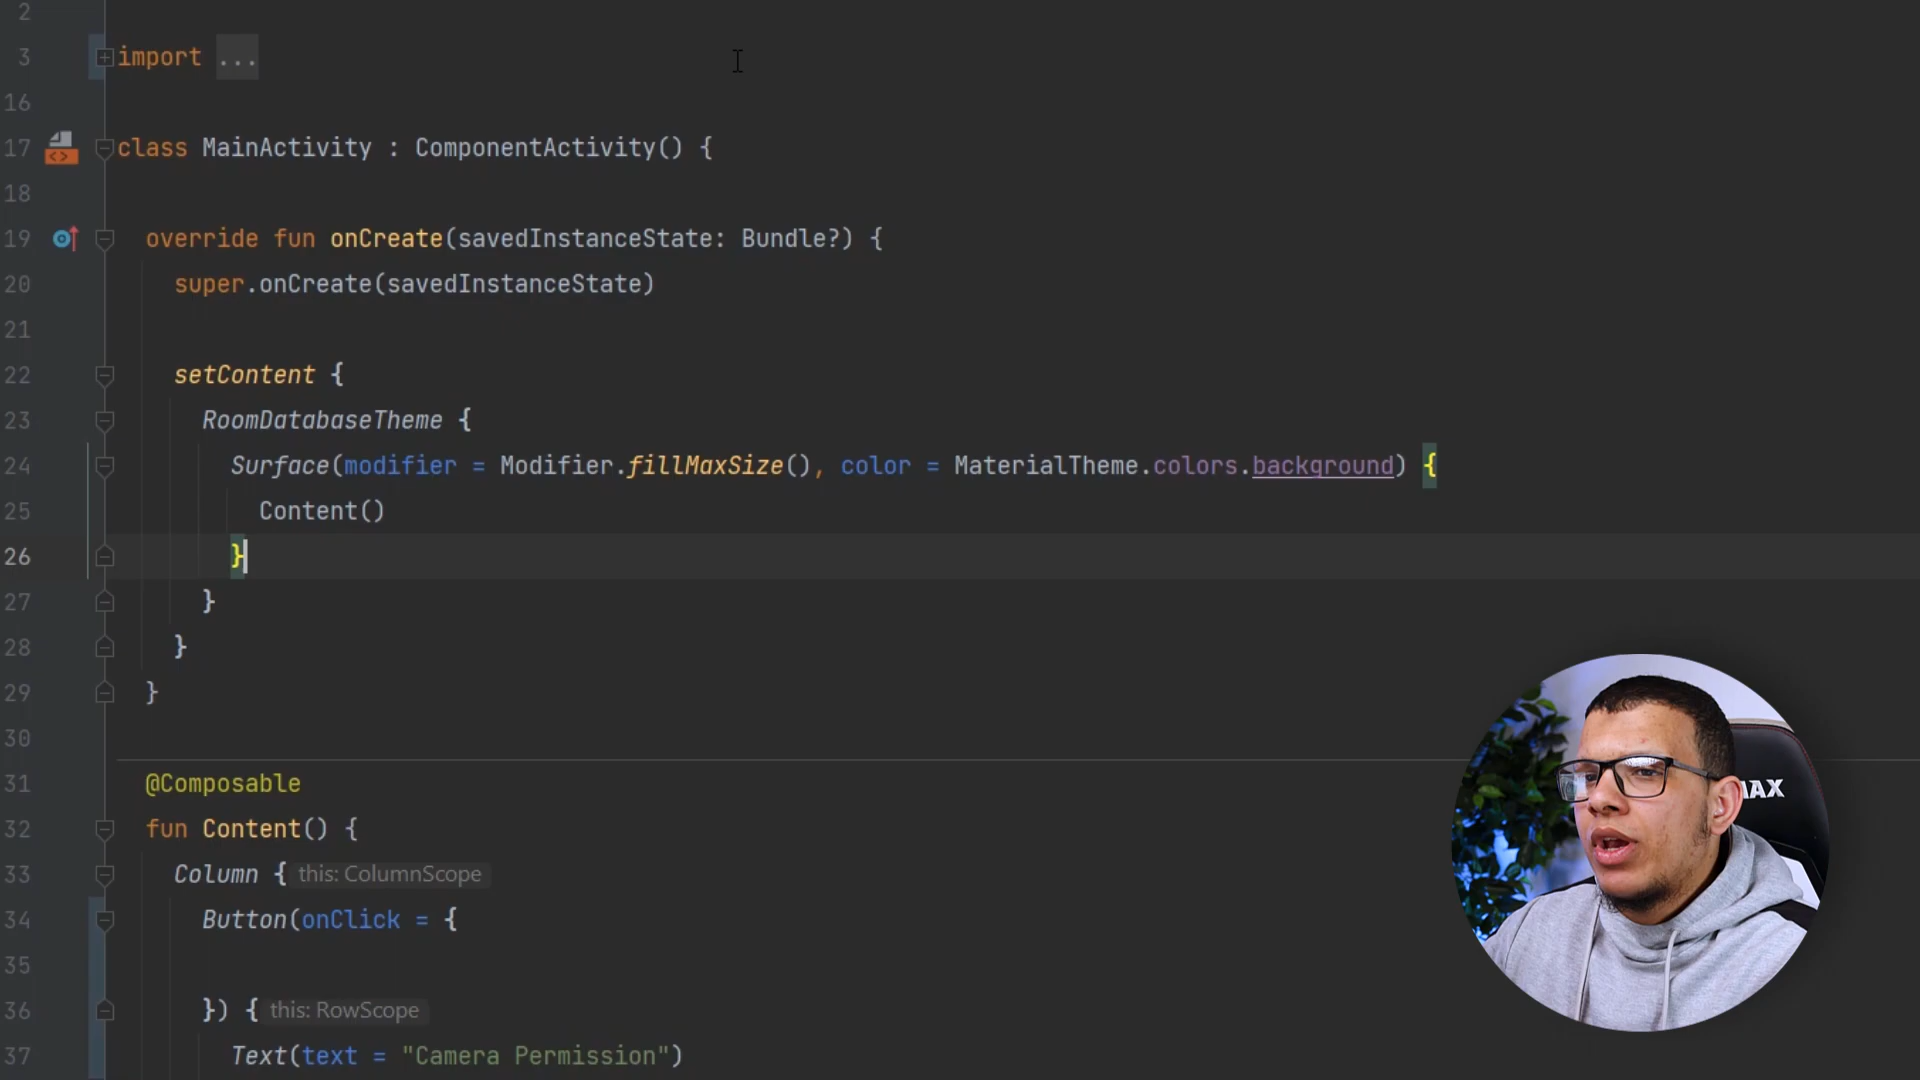 2
3 import ...
16
17 class MainActivity : ComponentActivity() {
18
19 override fun onCreate(savedInstanceState: Bundle?) {
20 super.onCreate(savedInstanceState)
21
22 setContent {
23 RoomDatabaseTheme {
24 Surface(modifier = Modifier.fillMaxSize(), color = MaterialTheme.colors.background) {
25 Content()
26 }
27 }
28 }
29 }
30
31 @Composable
32 fun Content() {
33 Column { this: ColumnScope
34 Button(onClick = {
35
36 }) { this: RowScope
37 Text(text = "Camera Permission")
AX